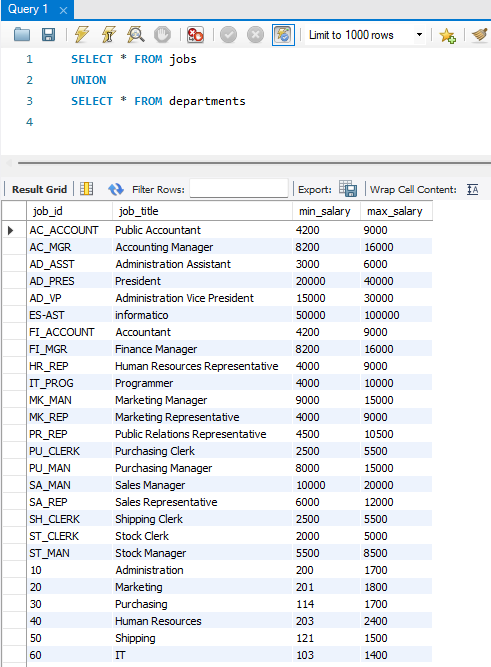 Query 1 ×
Limit to 1000 rows
1 SELECT * FROM jobs
2 UNION
3 SELECT * FROM departments
4
Result Grid Filter Rows: Export: Wrap Cell Content:
job_id job_title min_salary max_salary
AC_ACCOUNT Public Accountant 4200 9000
AC_MGR Accounting Manager 8200 16000
AD_ASST Administration Assistant 3000 6000
AD_PRES President 20000 40000
AD_VP Administration Vice President 15000 30000
ES-AST informatico 50000 100000
FI_ACCOUNT Accountant 4200 9000
FI_MGR Finance Manager 8200 16000
HR_REP Human Resources Representative 4000 9000
IT_PROG Programmer 4000 10000
MK_MAN Marketing Manager 9000 15000
MK_REP Marketing Representative 4000 9000
PR_REP Public Relations Representative 4500 10500
PU_CLERK Purchasing Clerk 2500 5500
PU_MAN Purchasing Manager 8000 15000
SA_MAN Sales Manager 10000 20000
SA_REP Sales Representative 6000 12000
SH_CLERK Shipping Clerk 2500 5500
ST_CLERK Stock Clerk 2000 5000
ST_MAN Stock Manager 5500 8500
10 Administration 200 1700
20 Marketing 201 1800
30 Purchasing 114 1700
40 Human Resources 203 2400
50 Shipping 121 1500
60 IT 103 1400